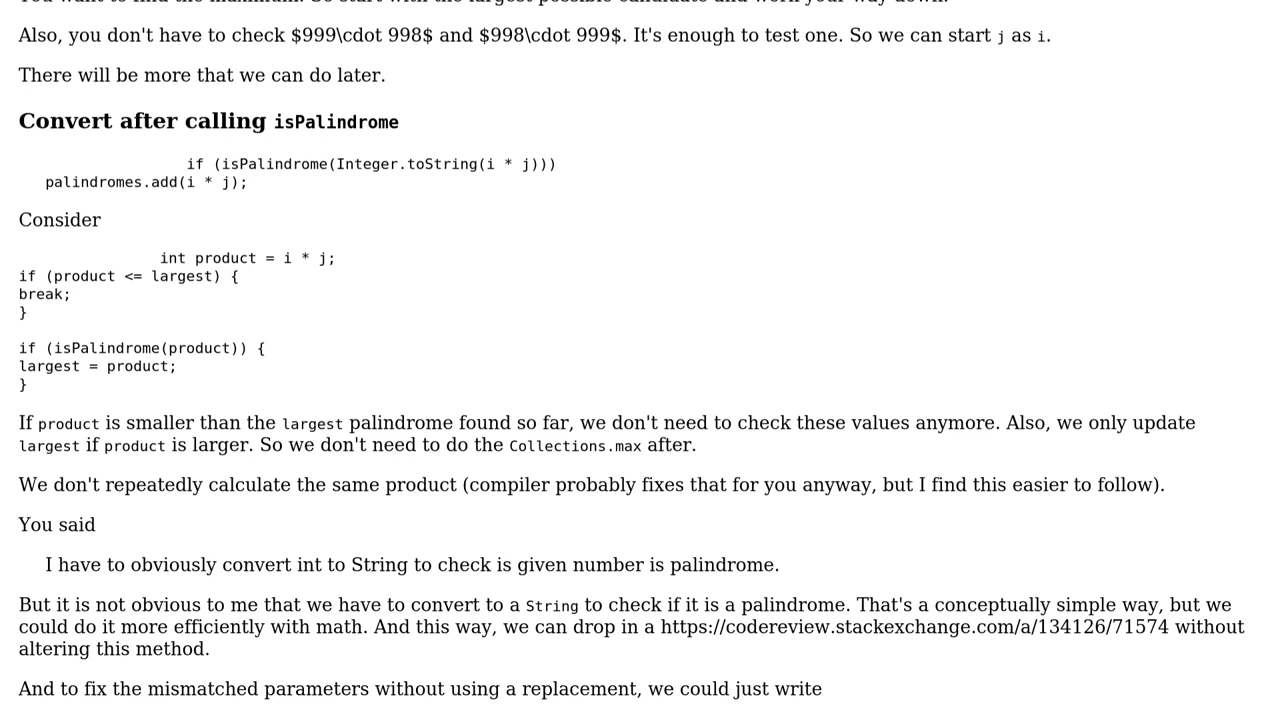 Also, you don't have to check $999\cdot 998$ and $998\cdot 999$. It's enough to test one. So we can start j as i.
There will be more that we can do later.
Convert after calling isPalindrome
if (isPalindrome(Integer.toString(i * j)))
palindromes.add(i * j);
Consider
int product = i * j;
if (product <= largest) {
break;
}
if (isPalindrome(product)) {
largest = product;
}
If product is smaller than the largest palindrome found so far, we don't need to check these values anymore. Also, we only update
largest if product is larger. So we don't need to do the Collections.max after.
We don't repeatedly calculate the same product (compiler probably fixes that for you anyway, but I find this easier to follow).
You said
I have to obviously convert int to String to check is given number is palindrome.
But it is not obvious to me that we have to convert to a String to check if it is a palindrome. That's a conceptually simple way, but we
could do it more efficiently with math. And this way, we can drop in a https://codereview.stackexchange.com/a/134126/71574 without
altering this method.
And to fix the mismatched parameters without using a replacement, we could just write